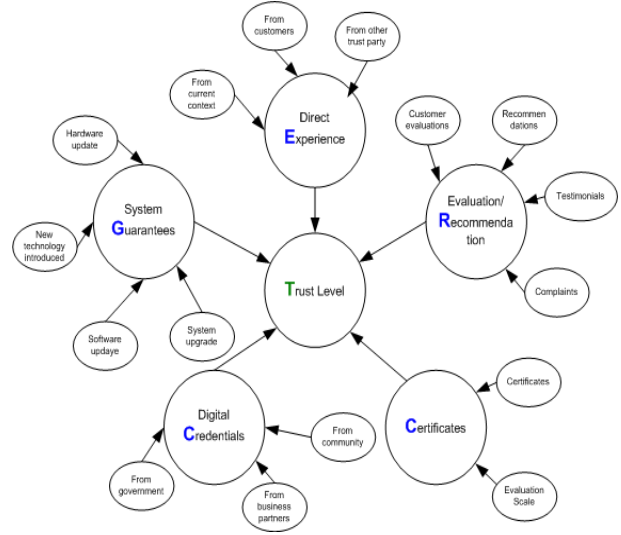 From
customers
From other
trust party
From
current
context
Direct
Experience
Customer
evaluations
Recommen
dations
Testimonials
Complaints
Evaluation/
Recommenda
tion
Hardware
update
New
technology
introduced
Software
updaye
System
upgrade
System
Guarantees
Trust Level
Digital
Credentials
From
government
From
business
partners
From
community
Certificates
Certificates
Evaluation
Scale